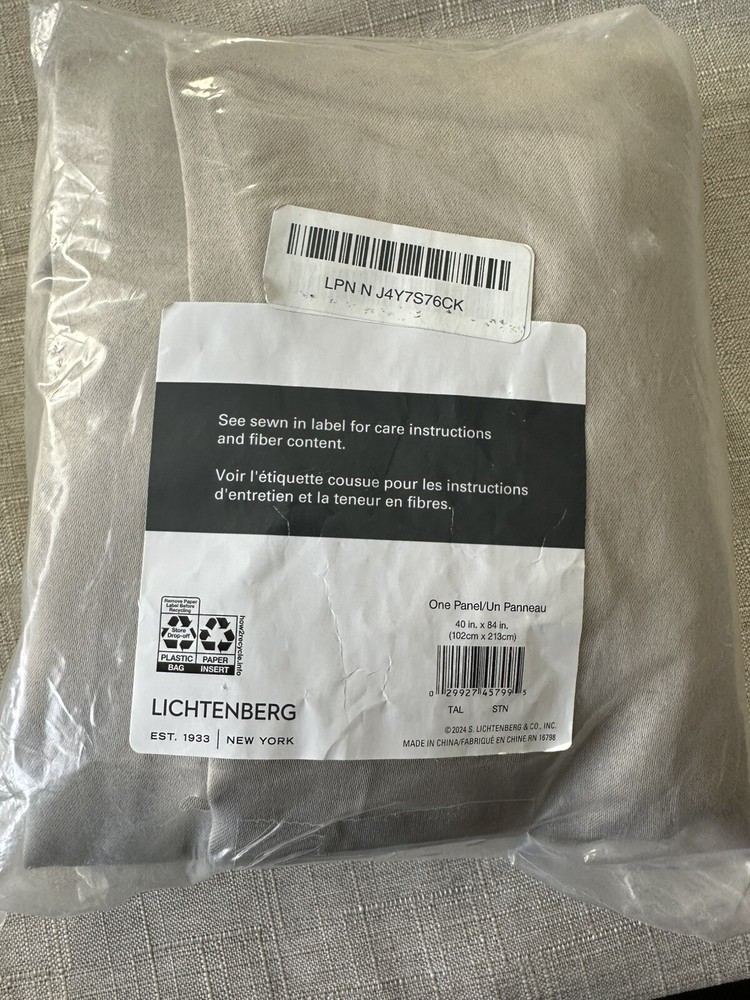 LPN N J4Y7S76CK
See sewn in label for care instructions
and fiber content.
Voir l'étiquette cousue pour les instructions
d'entretien et la teneur en fibres.
Remove Paper
Label Before
Recycling
Store
Drop-off
PLASTIC
BAG
PAPER
INSERT
how2recycle.info
One Panel/Un Panneau
40 in. x 84 in.
(102cm x 213cm)
0 29927 45799 5
TAL STN
LICHTENBERG
EST. 1933 | NEW YORK
©2024 S. LICHTENBERG & CO., INC.
MADE IN CHINA/FABRIQUÉ EN CHINE RN 16798